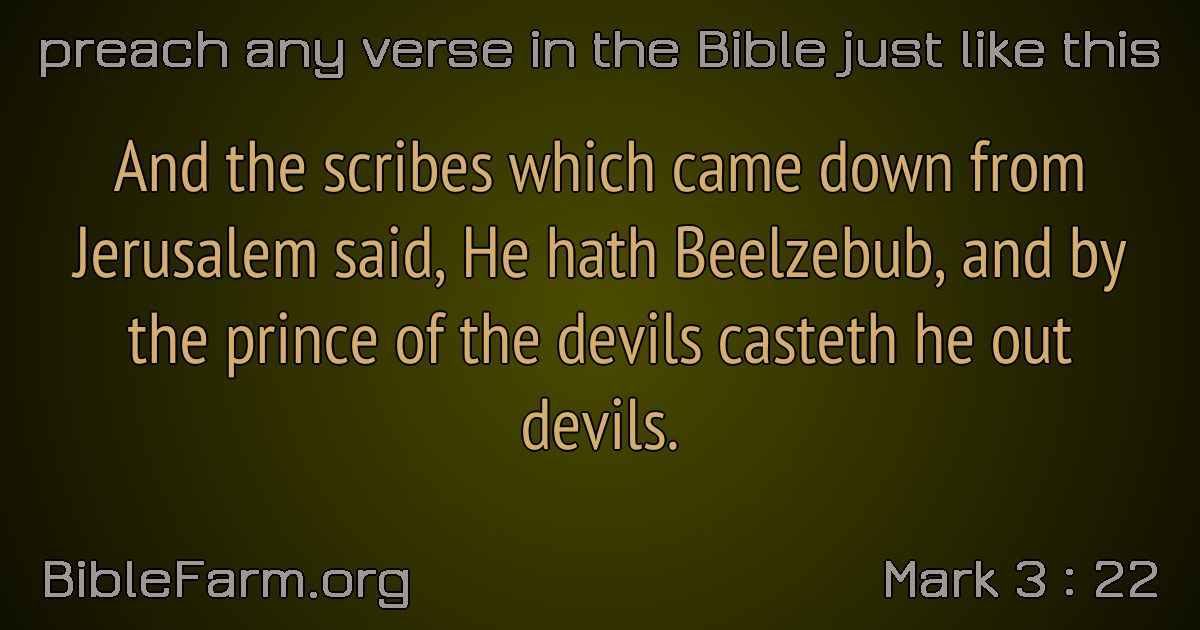 preach any verse in the Bible just like this
And the scribes which came down from
Jerusalem said, He hath Beelzebub, and by
the prince of the devils casteth he out
devils.
BibleFarm.org
Mark 3 : 22